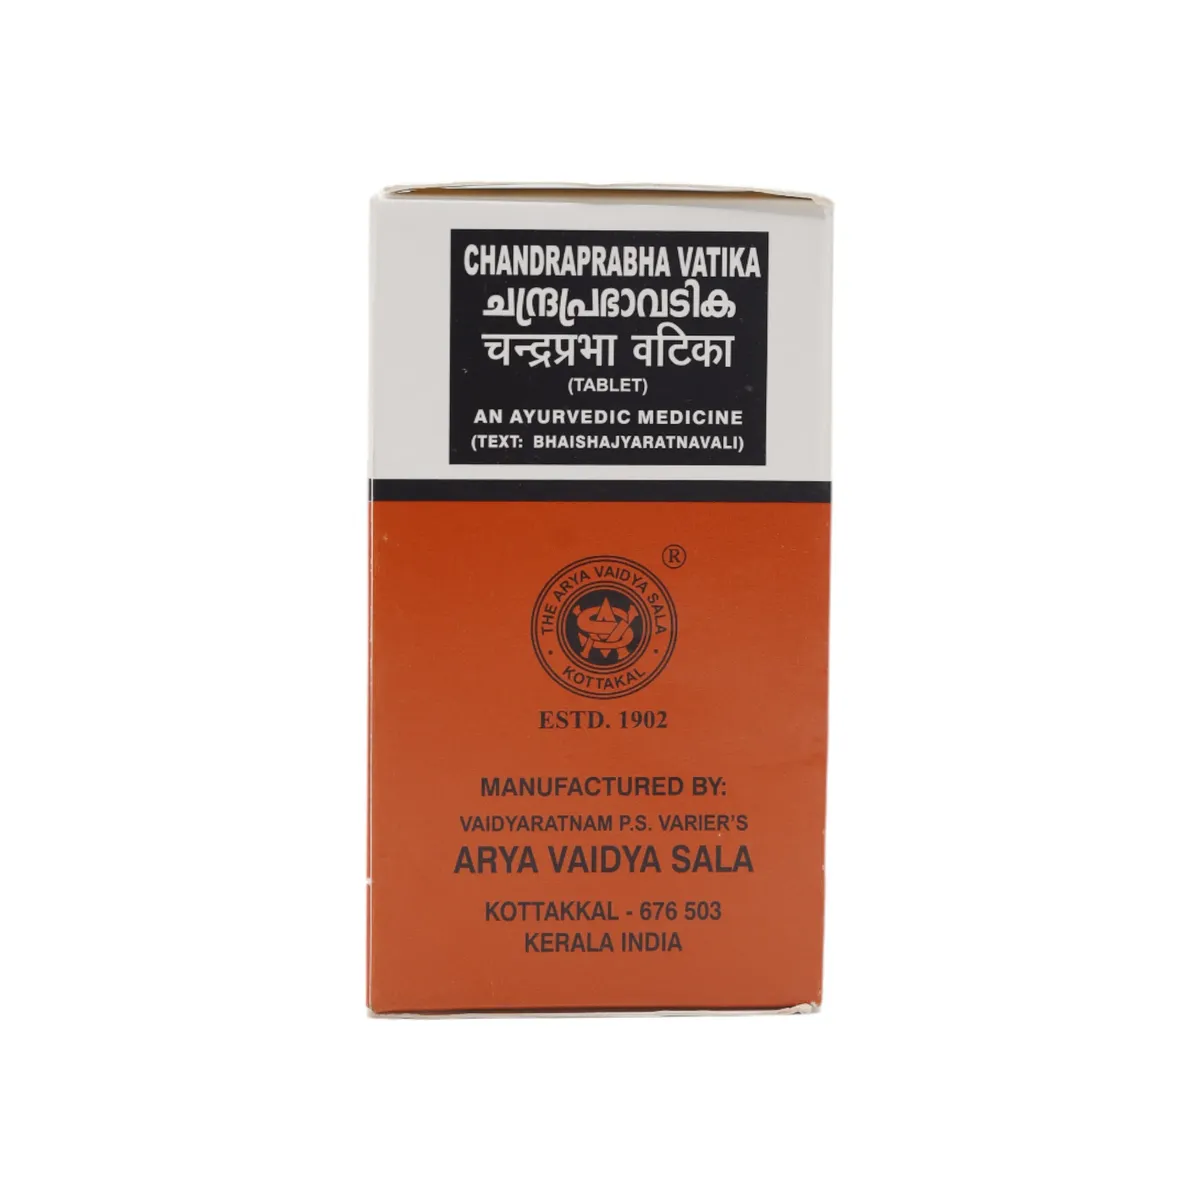 CHANDRAPRABHA VATIKA
ചന്ദ്രപ്രഭാവടിക
चन्द्रप्रभा वटिका
(TABLET)
AN AYURVEDIC MEDICINE
(TEXT: BHAISHAJYARATNAVALI)
®
THE ARYA VAIDYA SALA
• KOTTAKAL •
ESTD. 1902
MANUFACTURED BY:
VAIDYARATNAM P.S. VARIER'S
ARYA VAIDYA SALA
KOTTAKKAL - 676 503
KERALA INDIA